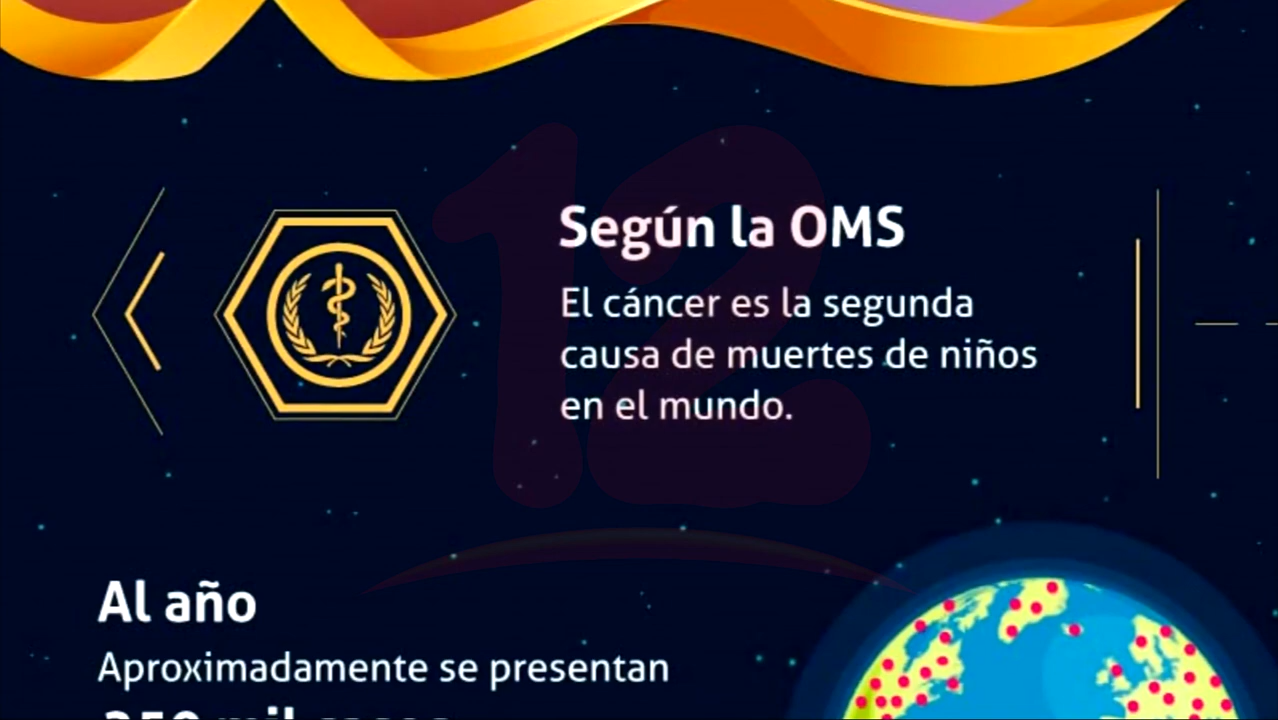 Según la OMS
El cáncer es la segunda
causa de muertes de niños
en el mundo.
Al año
Aproximadamente se presentan
12